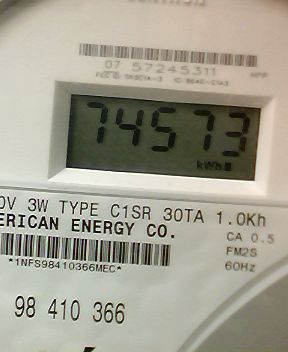 07 57245311
74573
kWh
0V 3W TYPE C1SR 30TA 1.0Kh
ERICAN ENERGY CO.
CA 0.5
FM2S
*1NFS98410366MEC*
60Hz
98 410 366